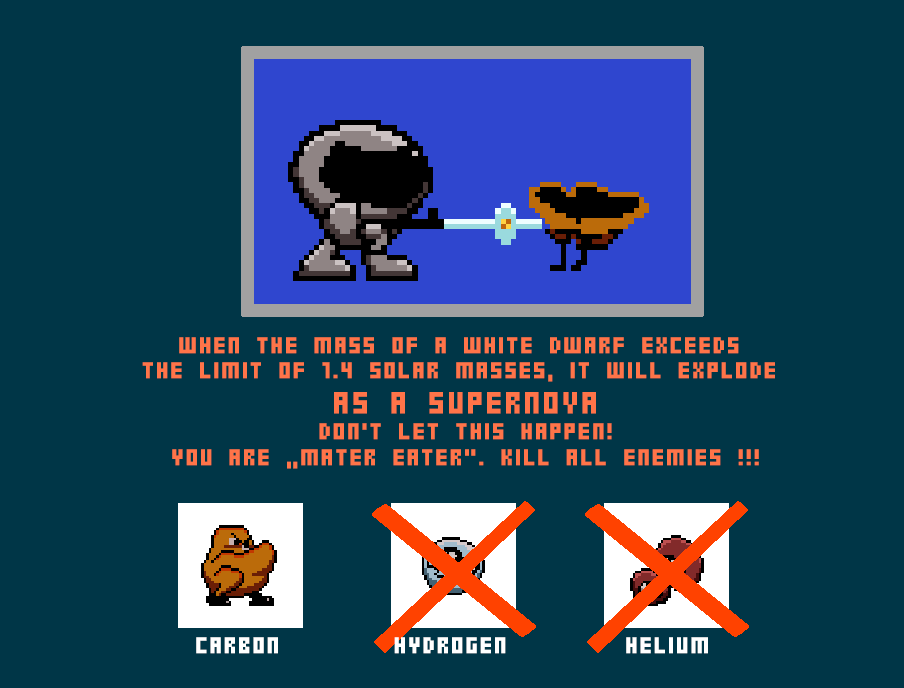 WHEN THE MASS OF A WHITE DWARF EXCEEDS
THE LIMIT OF 1.4 SOLAR MASSES, IT WILL EXPLODE
AS A SUPERNOVA
DON'T LET THIS HAPPEN!
YOU ARE „MATER EATER“. KILL ALL ENEMIES !!!
CARBON
HYDROGEN
HELIUM